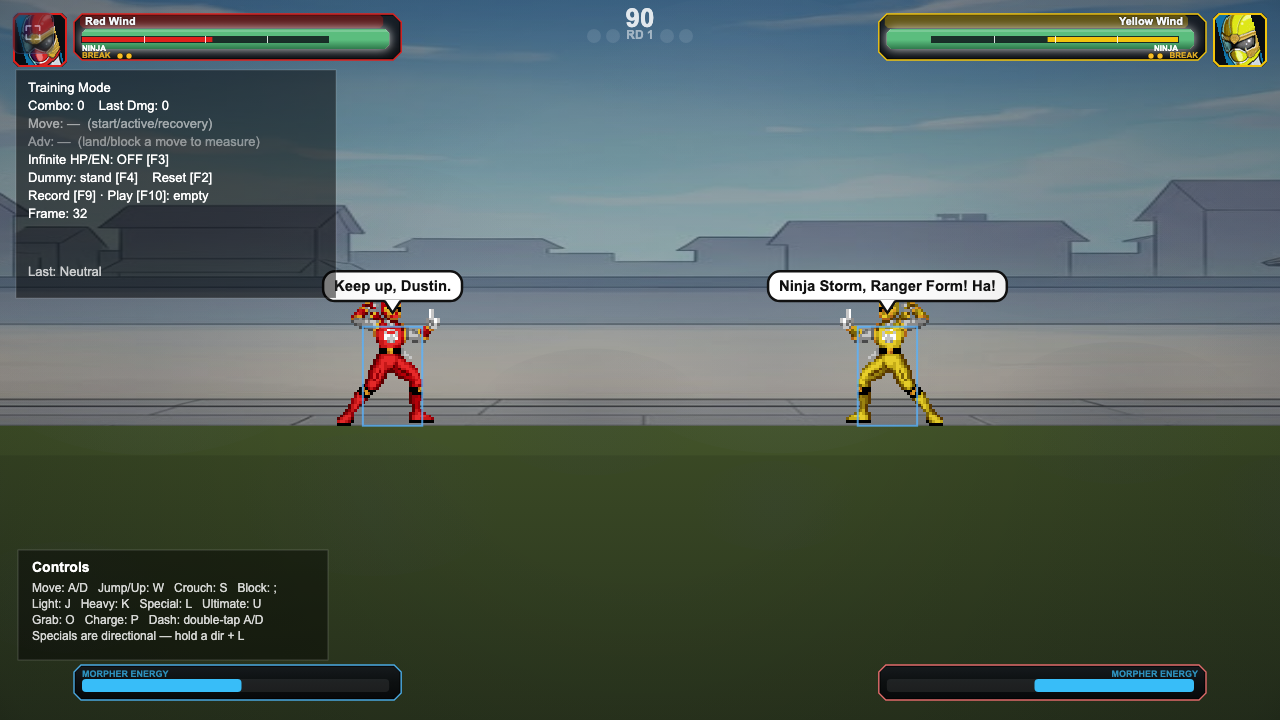 Red Wind
NINJA
BREAK
90
RD 1
Yellow Wind
NINJA
BREAK
Training Mode
Combo: 0 Last Dmg: 0
Move: — (start/active/recovery)
Adv: — (land/block a move to measure)
Infinite HP/EN: OFF [F3]
Dummy: stand [F4] Reset [F2]
Record [F9] · Play [F10]: empty
Frame: 32
Last: Neutral
Keep up, Dustin.
Ninja Storm, Ranger Form! Ha!
Controls
Move: A/D Jump/Up: W Crouch: S Block: ;
Light: J Heavy: K Special: L Ultimate: U
Grab: O Charge: P Dash: double-tap A/D
Specials are directional — hold a dir + L
MORPHER ENERGY
MORPHER ENERGY